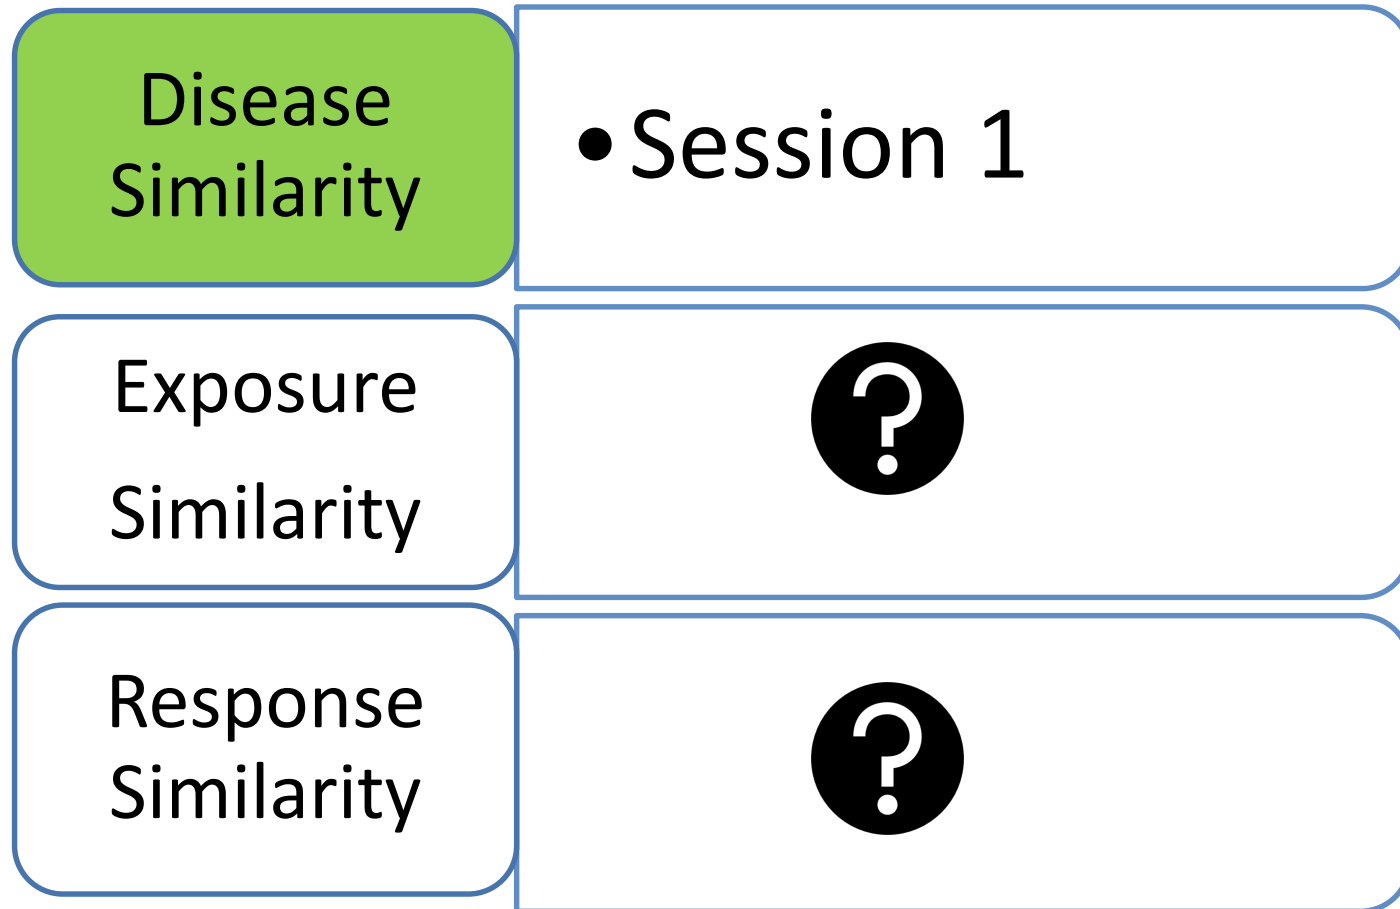 Disease
Similarity
•Session 1
Exposure
Similarity
?
Response
Similarity
?